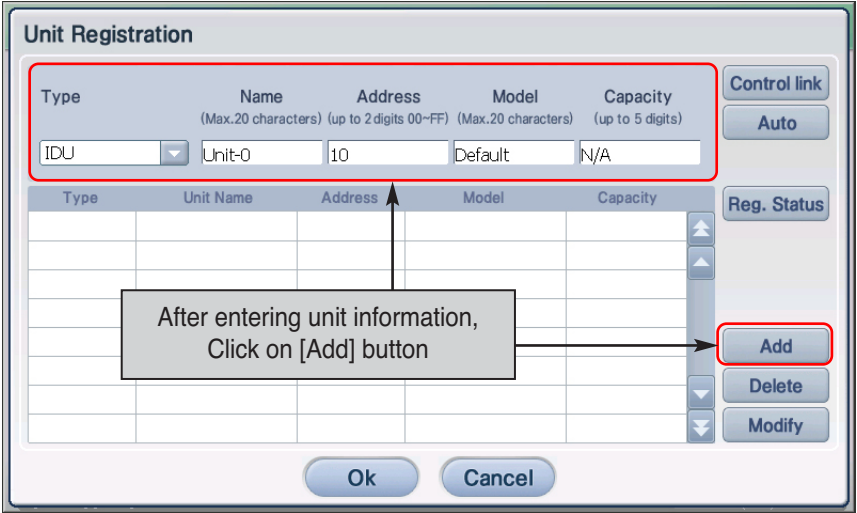 Unit Registration
Type Name Address Model Capacity Control link
(Max.20 characters) (up to 2 digits 00~FF) (Max.20 characters) (up to 5 digits)
Auto
IDU Unit-0 10 Default N/A
Type Unit Name Address Model Capacity
Reg. Status
After entering unit information,
Click on [Add] button
Add
Delete
Modify
Ok Cancel